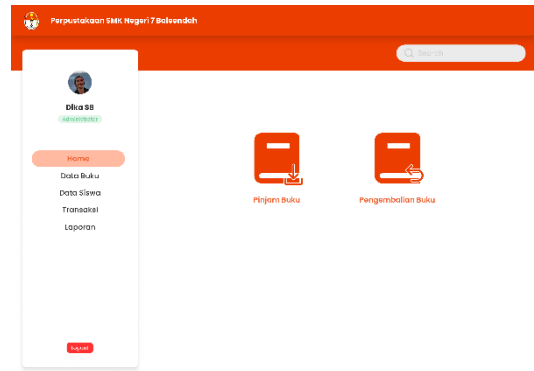 Perpustakaan SMK Negeri 7 Baleendah
Search
Dika SB
Administrator
Home
Data Buku
Data Siswa
Transaksi
Laporan
Pinjam Buku
Pengembalian Buku
Logout